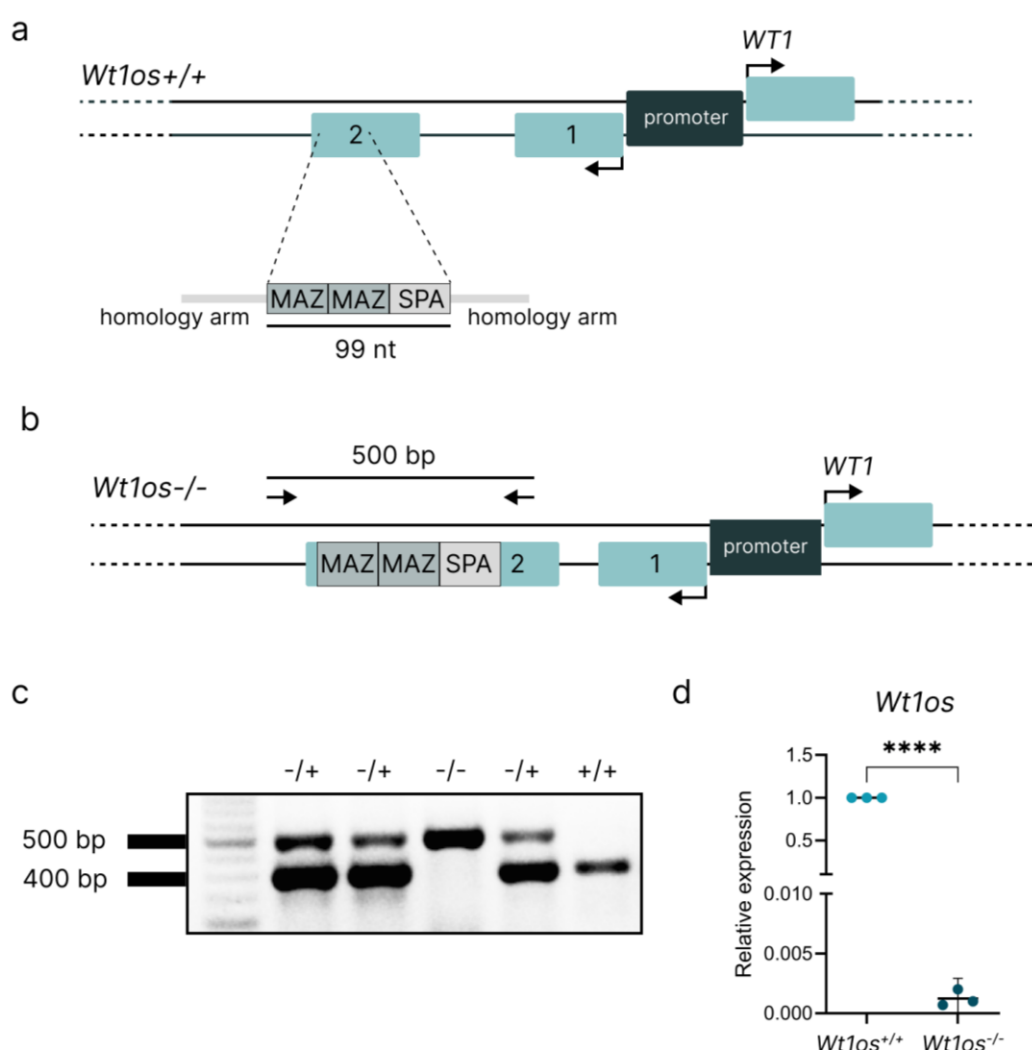 a
WT1
Wt1os+/+
promoter
2
1
MAZ MAZ SPA
homology arm
homology arm
99 nt
b
500 bp
WT1
Wt1os-/-
promoter
MAZ MAZ SPA 2
1
c
-/+ -/+ -/- -/+ +/+
500 bp
400 bp
d
Wt1os
****
1.5
1.0
0.5
0.010
0.005
0.000
Relative expression
Wt1os+/+ Wt1os-/-